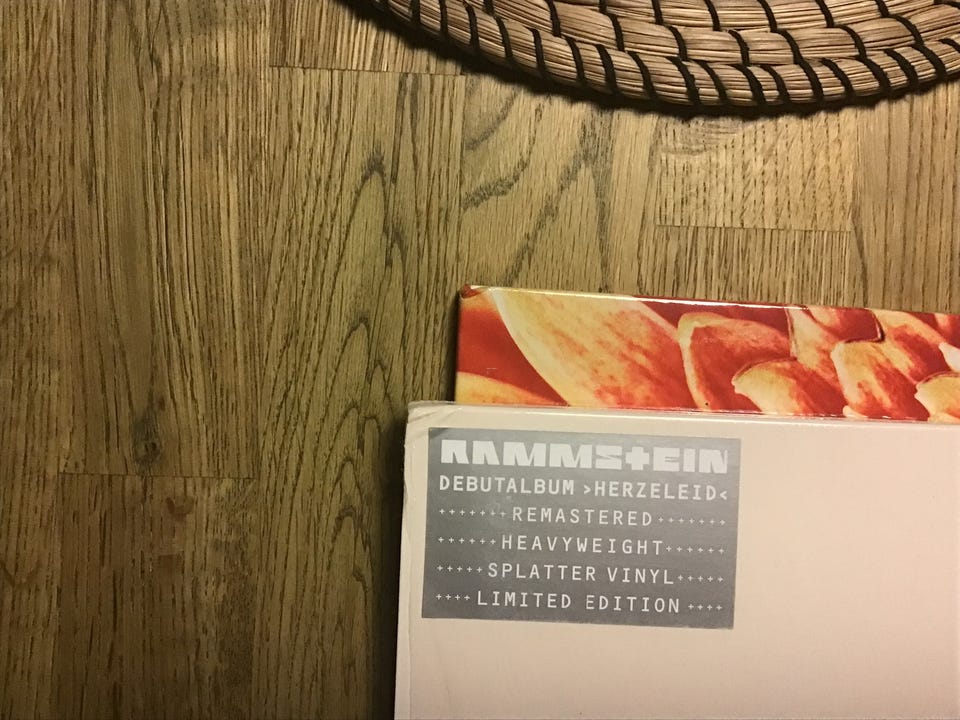 RAMMSTEIN
DEBUTALBUM >HERZELEID<
+++++++ REMASTERED +++++++
++++++ HEAVYWEIGHT ++++++
+++++ SPLATTER VINYL +++++
++++ LIMITED EDITION ++++